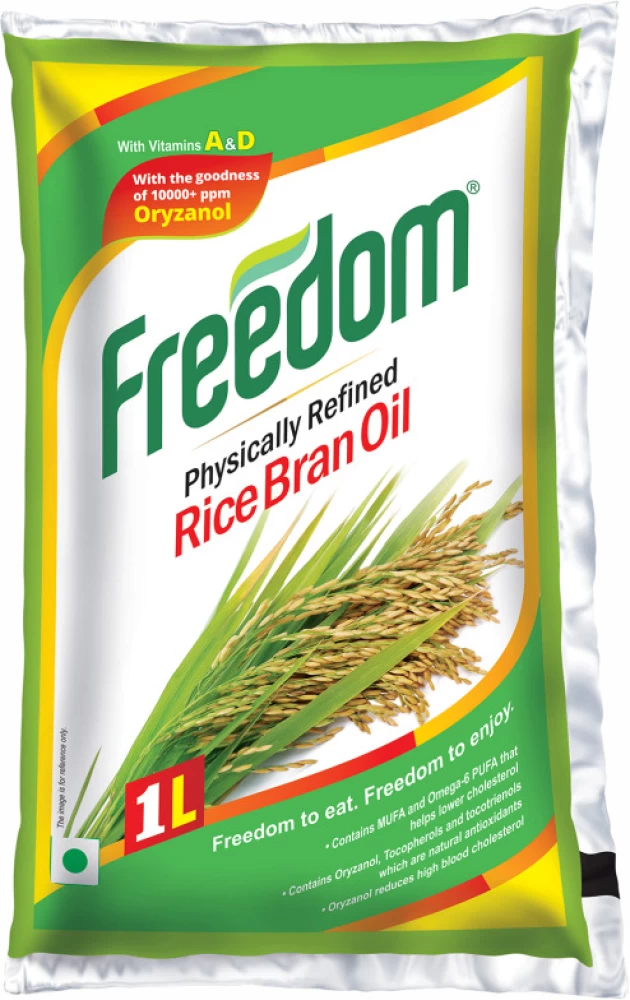 With Vitamins A & D
With the goodness
of 10000+ ppm
Oryzanol
Freedom®
Physically Refined
Rice Bran Oil
The image is for reference only.
1L
Freedom to eat. Freedom to enjoy.
• Contains MUFA and Omega-6 PUFA that
helps lower cholesterol
• Contains Oryzanol, Tocopherols and tocotrienols
which are natural antioxidants
• Oryzanol reduces high blood cholesterol